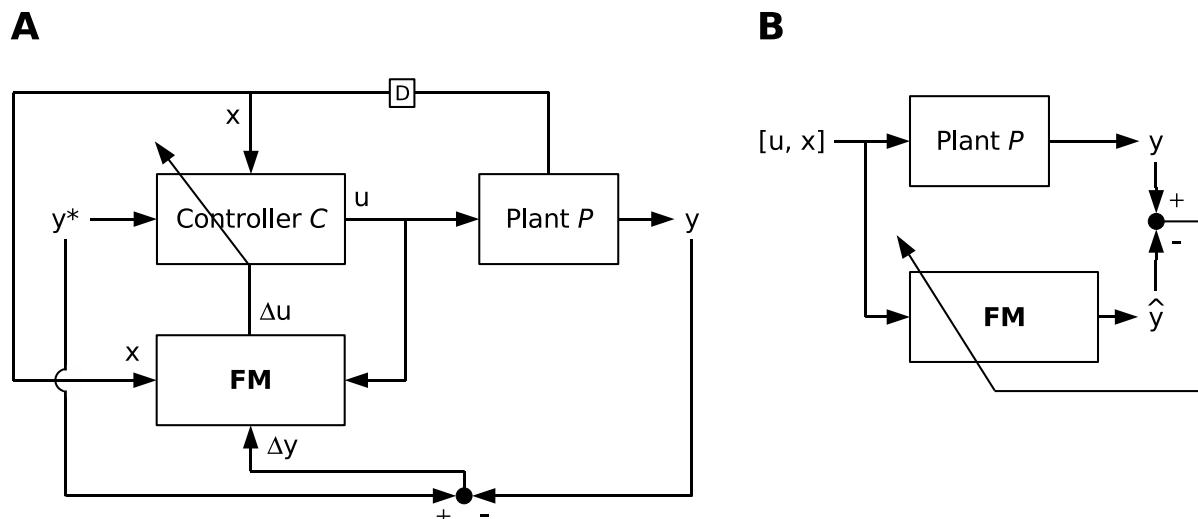 A
B
D
x
[u, x]
Plant P
y
y*
Controller C
u
Plant P
y
+
-
Δu
x
FM
FM
ŷ
Δy
+
-